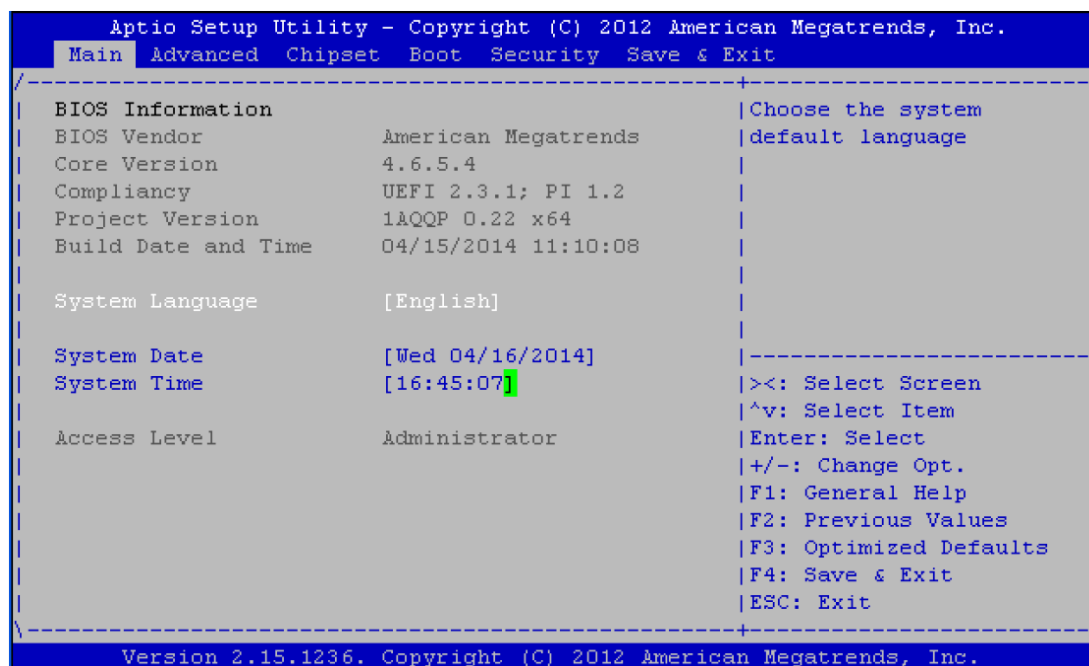 Aptio Setup Utility - Copyright (C) 2012 American Megatrends, Inc.
Main Advanced Chipset Boot Security Save & Exit
BIOS Information
BIOS Vendor American Megatrends
Core Version 4.6.5.4
Compliancy UEFI 2.3.1; PI 1.2
Project Version 1AQQP 0.22 x64
Build Date and Time 04/15/2014 11:10:08
System Language [English]
System Date [Wed 04/16/2014]
System Time [16:45:07]
Access Level Administrator
Choose the system
default language
><: Select Screen
^v: Select Item
Enter: Select
+/-: Change Opt.
F1: General Help
F2: Previous Values
F3: Optimized Defaults
F4: Save & Exit
ESC: Exit
Version 2.15.1236. Copyright (C) 2012 American Megatrends, Inc.